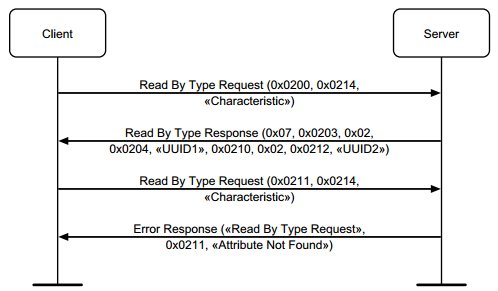 Client
Server
Read By Type Request (0x0200, 0x0214,
«Characteristic»)
Read By Type Response (0x07, 0x0203, 0x02,
0x0204, «UUID1», 0x0210, 0x02, 0x0212, «UUID2»)
Read By Type Request (0x0211, 0x0214,
«Characteristic»)
Error Response («Read By Type Request»,
0x0211, «Attribute Not Found»)